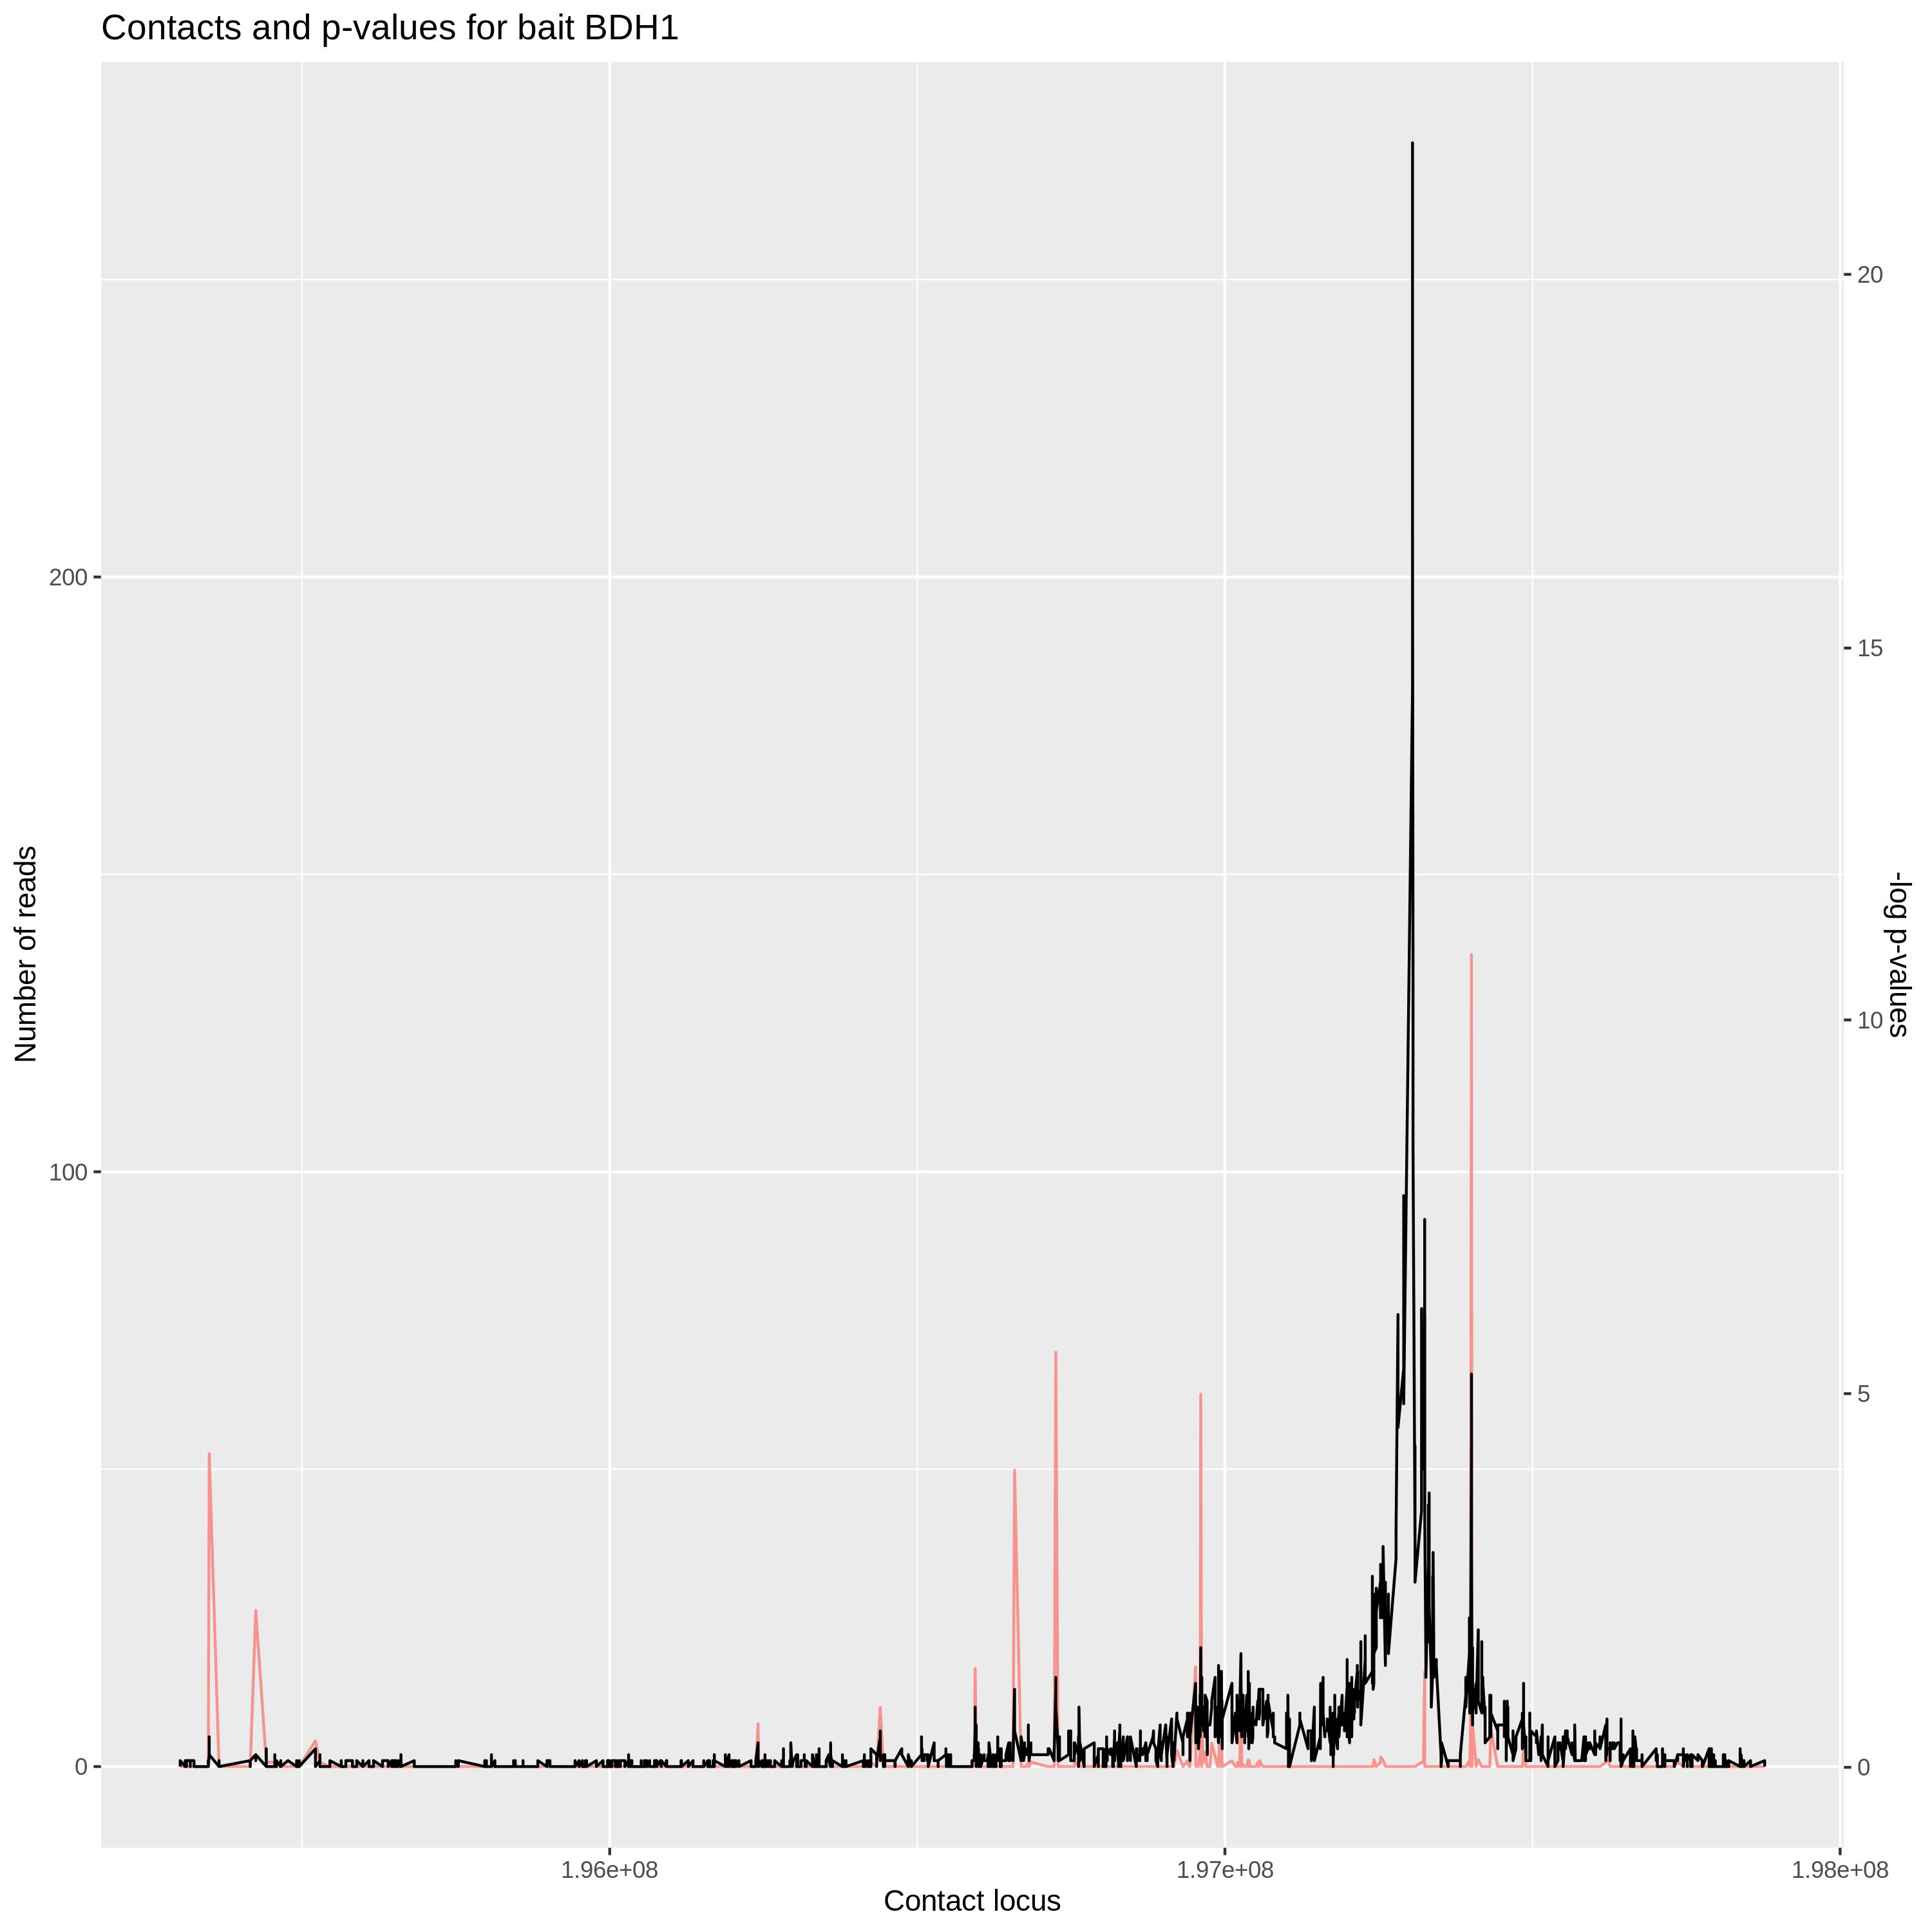 Contacts and p-values for bait BDH1
Number of reads
200
100
0
20
15
10
5
0
-log p-values
1.96e+08
1.97e+08
1.98e+08
Contact locus